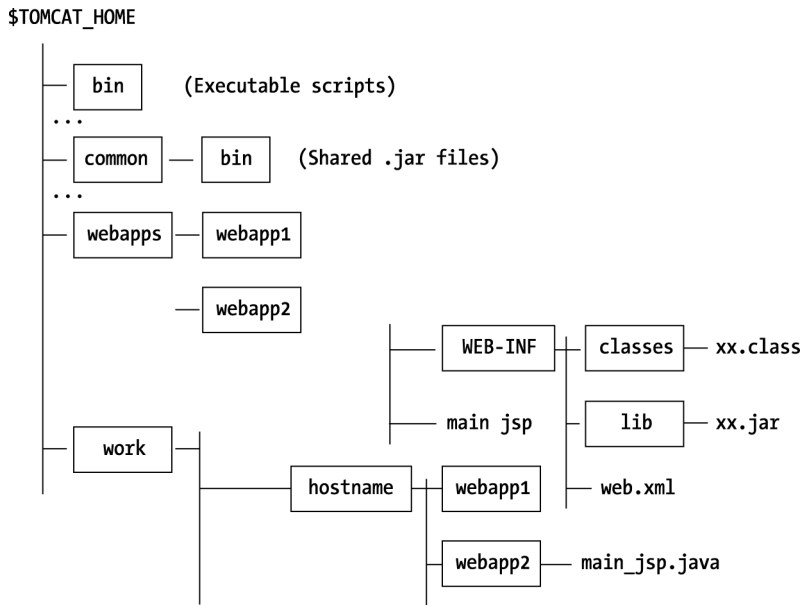 $TOMCAT_HOME
bin (Executable scripts)
...
common bin (Shared .jar files)
...
webapps webapp1
webapp2
WEB-INF classes xx.class
main jsp lib xx.jar
work
hostname webapp1 web.xml
webapp2 main_jsp.java